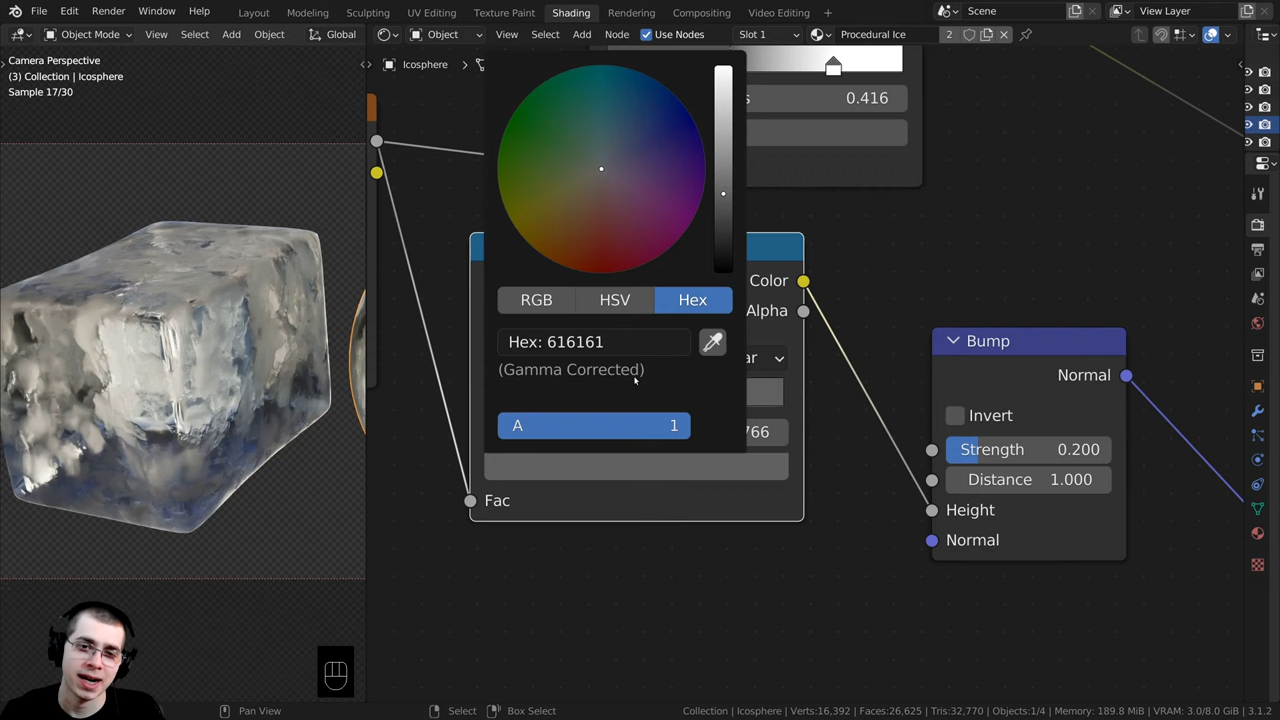 File Edit Render Window Help Layout Modeling Sculpting UV Editing Texture Paint Shading Rendering Compositing Video Editing Scene View Layer
Object Mode View Select Add Object Global Object View Select Add Node Use Nodes Slot 1 Procedural Ice 2
Camera Perspective
(3) Collection | Icosphere
Sample 17/30
Icosphere
0.416
Color
Alpha
RGB HSV Hex
Hex: 616161
(Gamma Corrected)
A 1
ar
766
Fac
Bump
Normal
Invert
Strength 0.200
Distance 1.000
Height
Normal
Pan View Select Box Select Collection | Icosphere | Verts:16,392 | Faces:26,625 | Tris:32,770 | Objects:1/4 | Memory: 189.8 MiB | VRAM: 3.0/8.0 GiB | 3.1.2